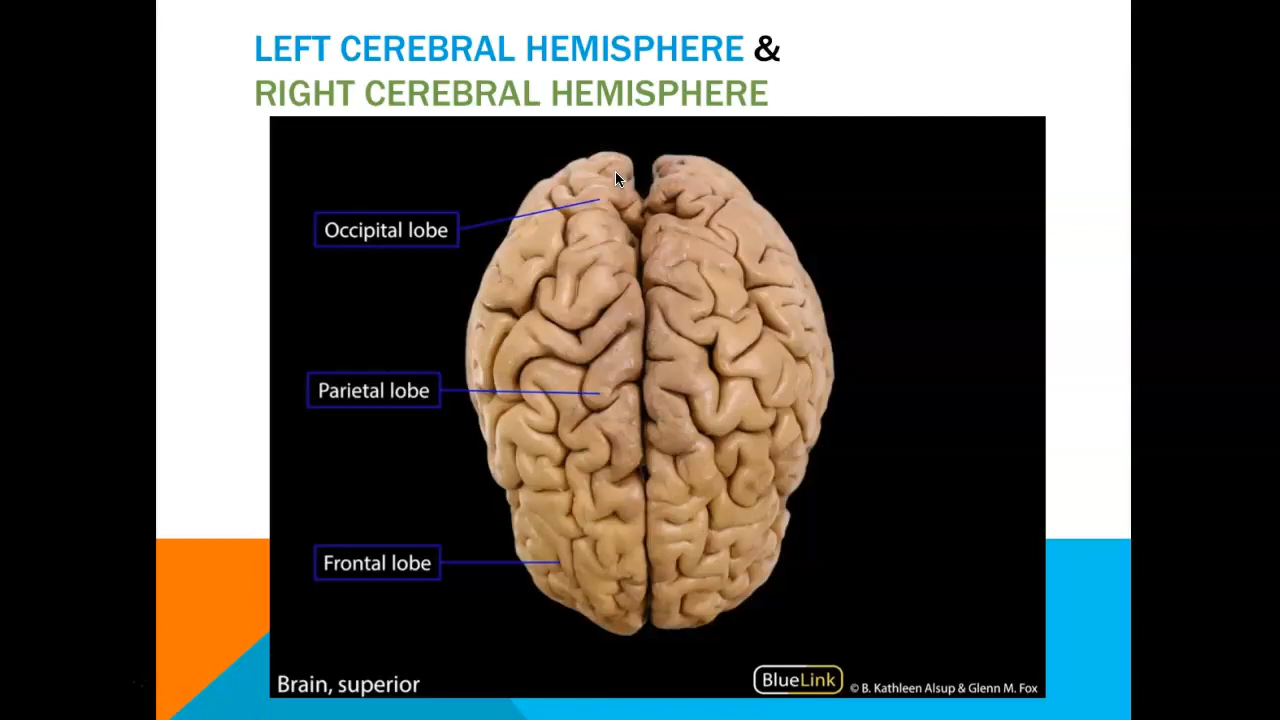 LEFT CEREBRAL HEMISPHERE &
RIGHT CEREBRAL HEMISPHERE
Occipital lobe
Parietal lobe
Frontal lobe
Brain, superior
BlueLink
© B. Kathleen Alsup & Glenn M. Fox